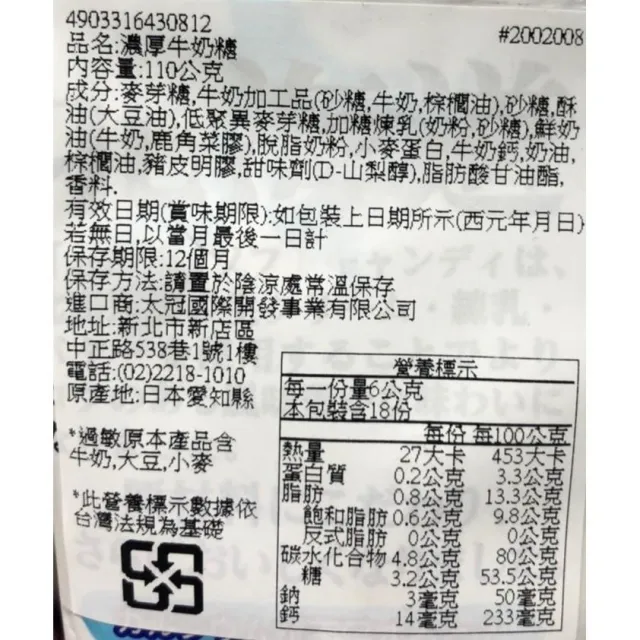 4903316430812
#2002008
品名:濃厚牛奶糖
內容量:110公克
成分:麥芽糖,牛奶加工品(砂糖,牛奶,棕櫚油),砂糖,酥
油(大豆油),低聚異麥芽糖,加糖煉乳(奶粉,砂糖),鮮奶
油(牛奶,鹿角菜膠),脫脂奶粉,小麥蛋白,牛奶鈣,奶油,
棕櫚油,豬皮明膠,甜味劑(D-山梨醇),脂肪酸甘油酯,
香料.
有效日期(賞味期限):如包裝上日期所示(西元年月日)
若無日,以當月最後一日計
保存期限:12個月
保存方法:請置於陰涼處常溫保存
進口商:太冠國際開發事業有限公司
地址:新北市新店區
中正路538巷1號1樓
電話:(02)2218-1010
原產地:日本愛知縣
*過敏原本產品含
牛奶,大豆,小麥
*此營養標示數據依
台灣法規為基礎
營養標示
每一份量6公克
本包裝含18份
每份 每100公克
熱量 27大卡 453大卡
蛋白質 0.2公克 3.3公克
脂肪 0.8公克 13.3公克
飽和脂肪 0.6公克 9.8公克
反式脂肪 0公克 0公克
碳水化合物 4.8公克 80公克
糖 3.2公克 53.5公克
鈉 3毫克 50毫克
鈣 14毫克 233毫克